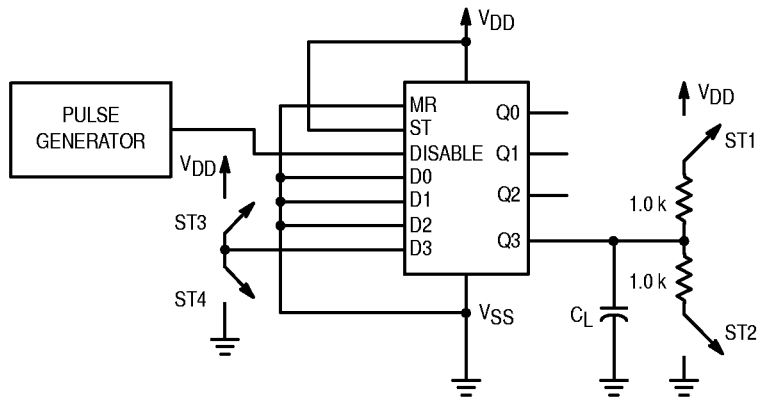 VDD
PULSE
GENERATOR
MR
ST
DISABLE
D0
D1
D2
D3
Q0
Q1
Q2
Q3
VDD
ST3
ST4
VSS
VDD
ST1
1.0 k
1.0 k
ST2
CL